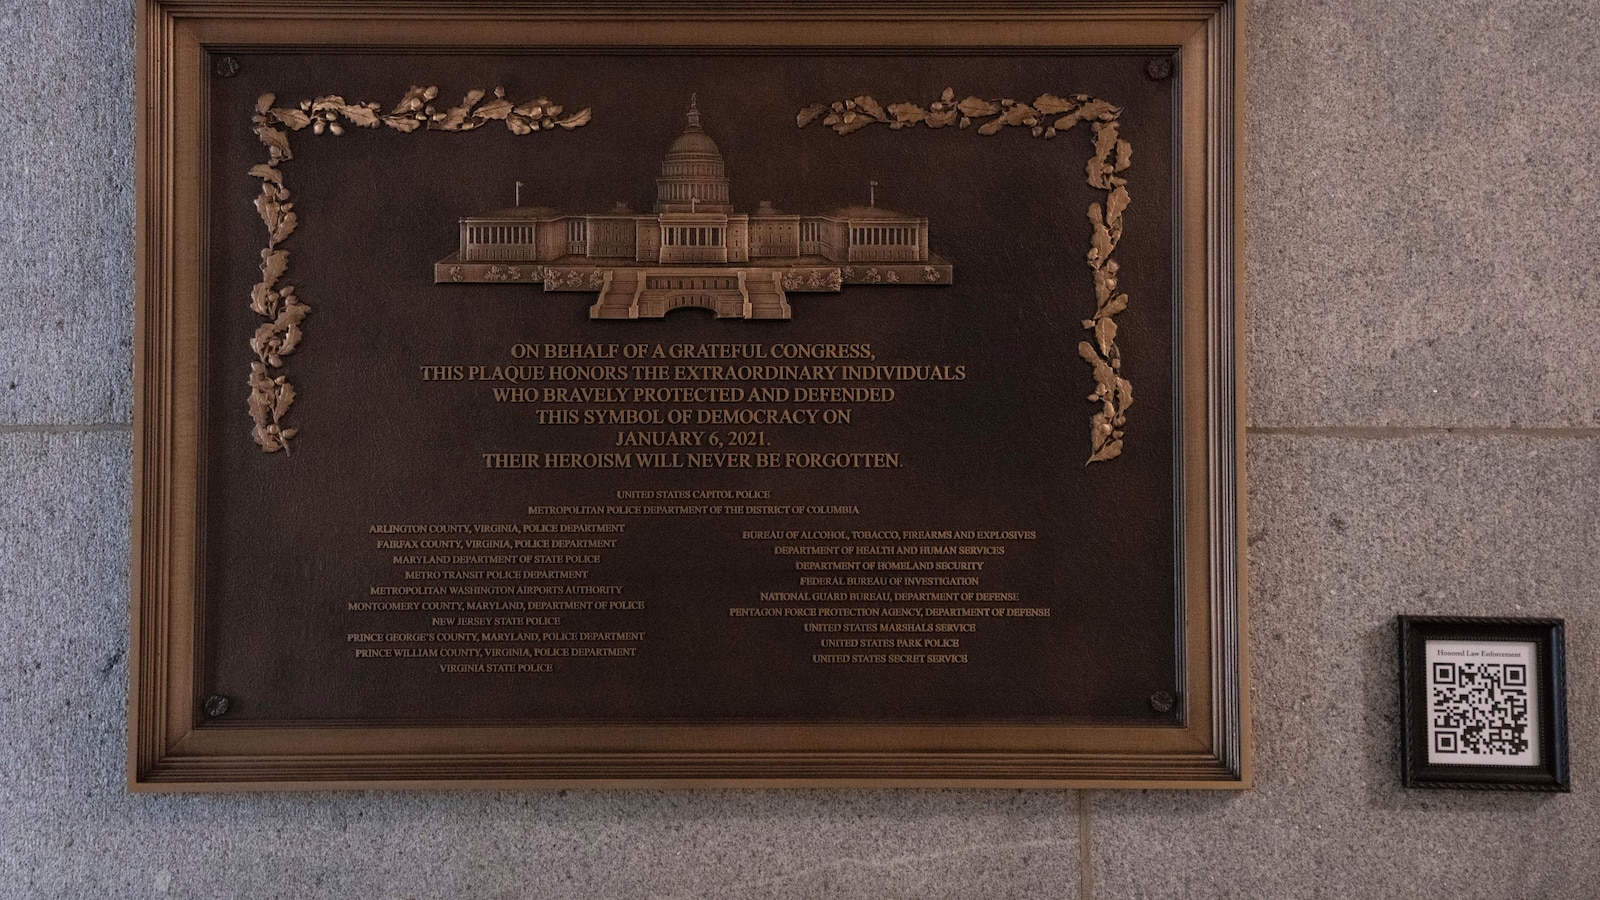 ON BEHALF OF A GRATEFUL CONGRESS,
THIS PLAQUE HONORS THE EXTRAORDINARY INDIVIDUALS
WHO BRAVELY PROTECTED AND DEFENDED
THIS SYMBOL OF DEMOCRACY ON
JANUARY 6, 2021.
THEIR HEROISM WILL NEVER BE FORGOTTEN.
UNITED STATES CAPITOL POLICE
METROPOLITAN POLICE DEPARTMENT OF THE DISTRICT OF COLUMBIA
ARLINGTON COUNTY, VIRGINIA, POLICE DEPARTMENT
FAIRFAX COUNTY, VIRGINIA, POLICE DEPARTMENT
MARYLAND DEPARTMENT OF STATE POLICE
METRO TRANSIT POLICE DEPARTMENT
METROPOLITAN WASHINGTON AIRPORTS AUTHORITY
MONTGOMERY COUNTY, MARYLAND, DEPARTMENT OF POLICE
NEW JERSEY STATE POLICE
PRINCE GEORGE'S COUNTY, MARYLAND, POLICE DEPARTMENT
PRINCE WILLIAM COUNTY, VIRGINIA, POLICE DEPARTMENT
VIRGINIA STATE POLICE
BUREAU OF ALCOHOL, TOBACCO, FIREARMS AND EXPLOSIVES
DEPARTMENT OF HEALTH AND HUMAN SERVICES
DEPARTMENT OF HOMELAND SECURITY
FEDERAL BUREAU OF INVESTIGATION
NATIONAL GUARD BUREAU, DEPARTMENT OF DEFENSE
PENTAGON FORCE PROTECTION AGENCY, DEPARTMENT OF DEFENSE
UNITED STATES MARSHALS SERVICE
UNITED STATES PARK POLICE
UNITED STATES SECRET SERVICE
Honored Law Enforcement